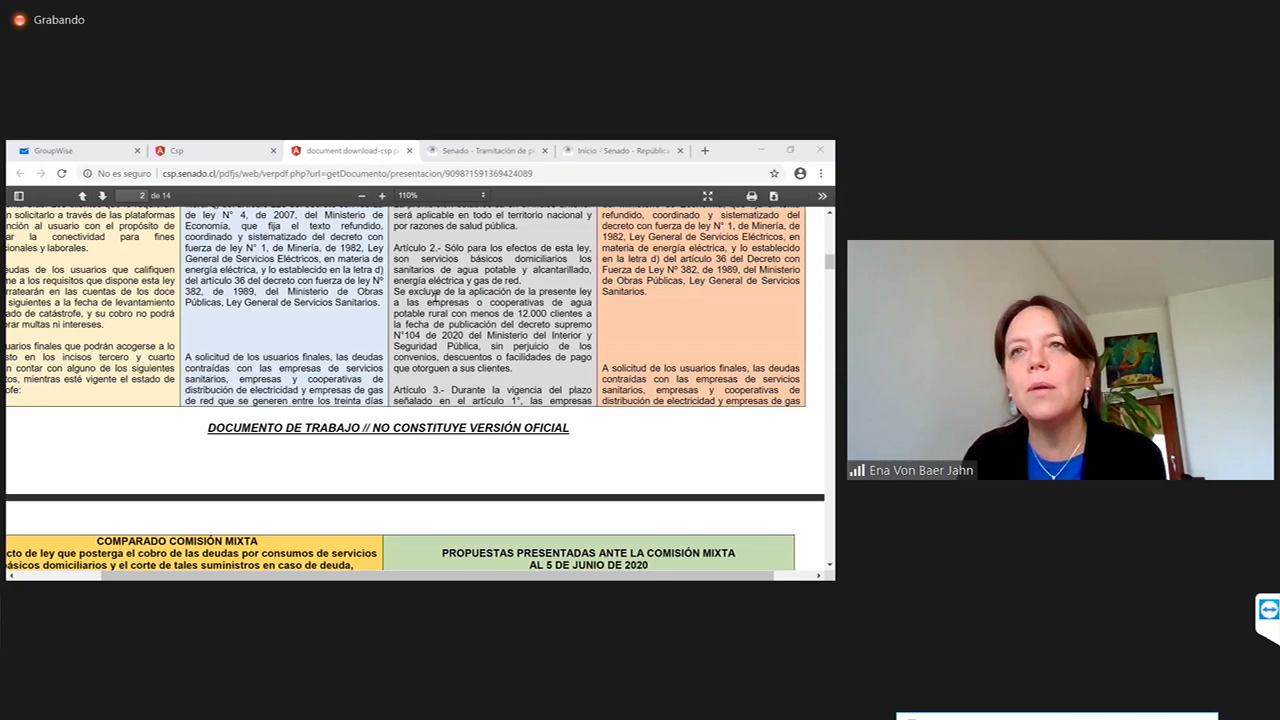 Grabando
GroupWise
Csp
document.download-csp.p
Senado - Tramitación de p
Inicio - Senado - Repúblic
No es seguro
csp.senado.cl/pdfjs/web/verpdf.php?url=getDocumento/presentacion/9098?1591369424089
2 de 14
110%
n solicitarlo a través de las plataformas
nción al usuario con el propósito de
ar la conectividad para fines
cionales y laborales.
eudas de los usuarios que califiquen
me a los requisitos que dispone esta ley
rratearán en las cuentas de los doce
siguientes a la fecha de levantamiento
ado de catástrofe, y su cobro no podrá
orar multas ni intereses.
uarios finales que podrán acogerse a lo
sto en los incisos tercero y cuarto
n contar con alguno de los siguientes
tos, mientras esté vigente el estado de
ofe:
de ley N° 4, de 2007, del Ministerio de
Economía, que fija el texto refundido,
coordinado y sistematizado del decreto con
fuerza de ley N° 1, de Minería, de 1982, Ley
General de Servicios Eléctricos, en materia de
energía eléctrica, y lo establecido en la letra d)
del artículo 36 del decreto con fuerza de ley Nº
382, de 1989, del Ministerio de Obras
Públicas, Ley General de Servicios Sanitarios.
A solicitud de los usuarios finales, las deudas
contraídas con las empresas de servicios
sanitarios, empresas y cooperativas de
distribución de electricidad y empresas de gas
de red que se generen entre los treinta días
será aplicable en todo el territorio nacional y
por razones de salud pública.
Artículo 2.- Sólo para los efectos de esta ley,
son servicios básicos domiciliarios los
sanitarios de agua potable y alcantarillado,
energía eléctrica y gas de red.
Se excluye de la aplicación de la presente ley
a las empresas o cooperativas de agua
potable rural con menos de 12.000 clientes a
la fecha de publicación del decreto supremo
N°104 de 2020 del Ministerio del Interior y
Seguridad Pública, sin perjuicio de los
convenios, descuentos o facilidades de pago
que otorguen a sus clientes.
Artículo 3.- Durante la vigencia del plazo
señalado en el artículo 1°, las empresas
refundido, coordinado y sistematizado del
decreto con fuerza de ley N° 1, de Minería, de
1982, Ley General de Servicios Eléctricos, en
materia de energía eléctrica, y lo establecido
en la letra d) del artículo 36 del Decreto con
Fuerza de Ley Nº 382, de 1989, del Ministerio
de Obras Públicas, Ley General de Servicios
Sanitarios.
A solicitud de los usuarios finales, las deudas
contraídas con las empresas de servicios
sanitarios, empresas y cooperativas de
distribución de electricidad y empresas de gas
DOCUMENTO DE TRABAJO // NO CONSTITUYE VERSIÓN OFICIAL
COMPARADO COMISIÓN MIXTA
cto de ley que posterga el cobro de las deudas por consumos de servicios
básicos domiciliarios y el corte de tales suministros en caso de deuda,
PROPUESTAS PRESENTADAS ANTE LA COMISIÓN MIXTA
AL 5 DE JUNIO DE 2020
Ena Von Baer Jahn